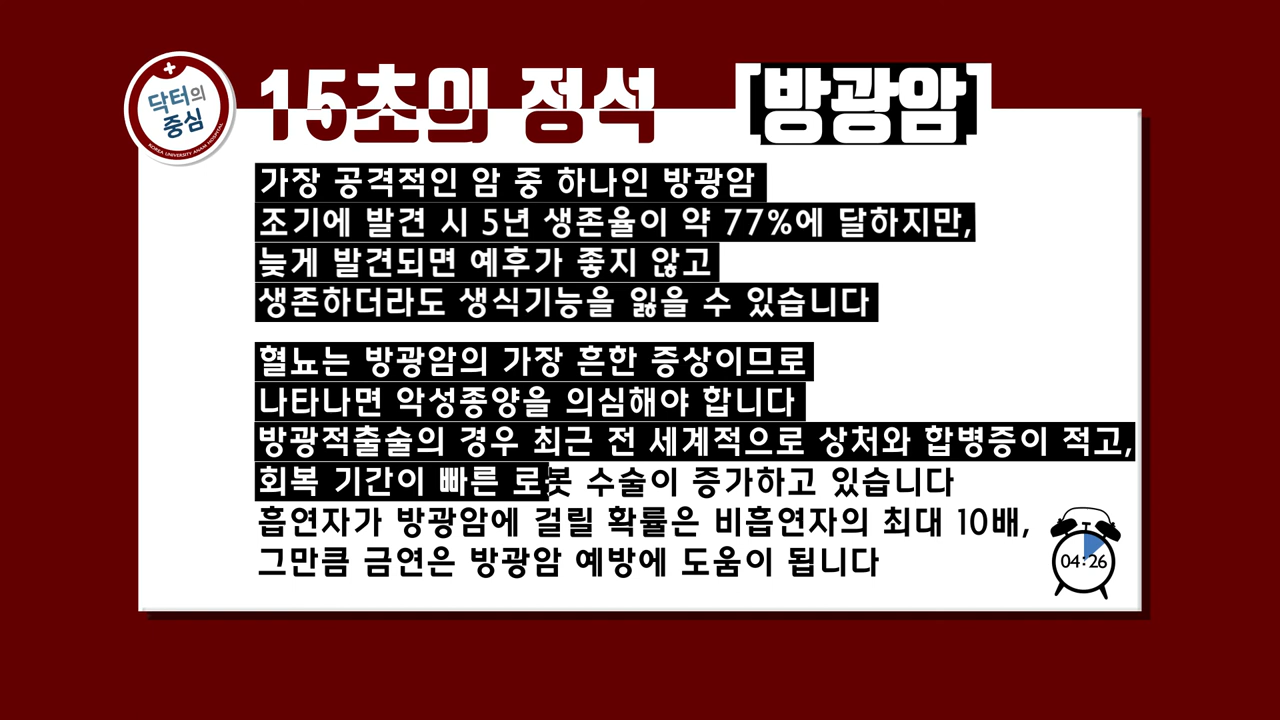 닥터의
중심
KOREA UNIVERSITY ANAM HOSPITAL
15초의 정석 [방광암]
가장 공격적인 암 중 하나인 방광암
조기에 발견 시 5년 생존율이 약 77%에 달하지만,
늦게 발견되면 예후가 좋지 않고
생존하더라도 생식기능을 잃을 수 있습니다
혈뇨는 방광암의 가장 흔한 증상이므로
나타나면 악성종양을 의심해야 합니다
방광적출술의 경우 최근 전 세계적으로 상처와 합병증이 적고,
회복 기간이 빠른 로봇 수술이 증가하고 있습니다
흡연자가 방광암에 걸릴 확률은 비흡연자의 최대 10배,
그만큼 금연은 방광암 예방에 도움이 됩니다
04:26